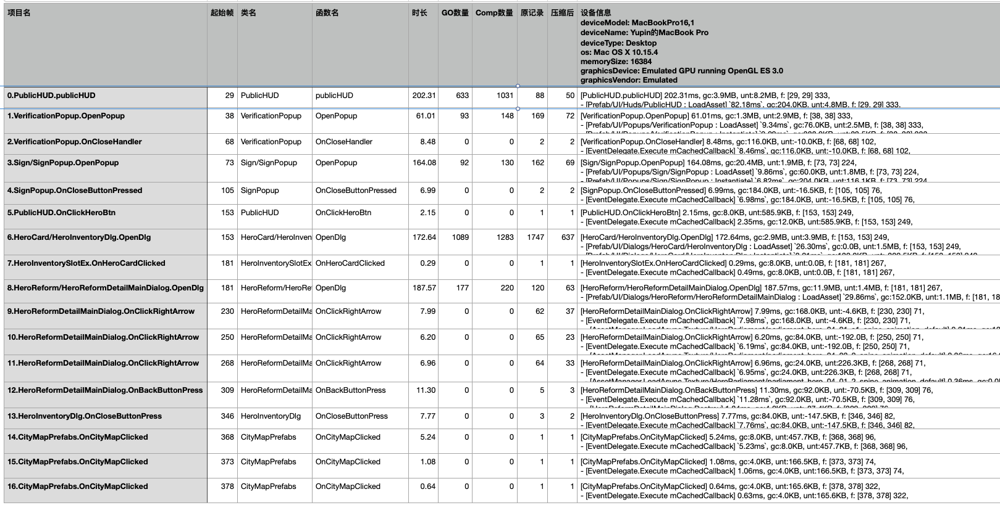 项目名 起始帧 类名 函数名 时长 GO数量 Comp数量 原记录 压缩后 设备信息
deviceModel: MacBookPro16,1
deviceName: Yupin的MacBook Pro
deviceType: Desktop
os: Mac OS X 10.15.4
memorySize: 16384
graphicsDevice: Emulated GPU running OpenGL ES 3.0
graphicsVendor: Emulated
0.PublicHUD.publicHUD 29 PublicHUD publicHUD 202.31 633 1031 88 50 [PublicHUD.publicHUD] 202.31ms, gc:3.9MB, unt:8.2MB, f: [29, 29] 333,
- [Prefab/UI/Huds/PublicHUD : LoadAsset] `82.18ms`, gc:204.0KB, unt:4.8MB, f: [29, 29] 333,
1.VerificationPopup.OpenPopup 38 VerificationPopup OpenPopup 61.01 93 148 169 72 [VerificationPopup.OpenPopup] 61.01ms, gc:1.3MB, unt:2.9MB, f: [38, 38] 333,
- [Prefab/UI/Popups/VerificationPopup : LoadAsset] `9.34ms`, gc:76.0KB, unt:2.5MB, f: [38, 38] 333,
2.VerificationPopup.OnCloseHandler 68 VerificationPopup OnCloseHandler 8.48 0 0 2 2 [VerificationPopup.OnCloseHandler] 8.48ms, gc:116.0KB, unt:-10.0KB, f: [68, 68] 102,
- [EventDelegate.Execute mCachedCallback] `8.46ms`, gc:116.0KB, unt:-10.0KB, f: [68, 68] 102,
3.Sign/SignPopup.OpenPopup 73 Sign/SignPopup OpenPopup 164.08 92 130 162 69 [Sign/SignPopup.OpenPopup] 164.08ms, gc:20.4MB, unt:1.9MB, f: [73, 73] 224,
- [Prefab/UI/Popups/Sign/SignPopup : LoadAsset] `9.86ms`, gc:60.0KB, unt:1.8MB, f: [73, 73] 224,
- [Prefab/UI/Popups/Sign/SignPopup : Instantiate] `6.82ms`, gc:204.0KB, unt:116.1KB, f: [73, 73] 224,
4.SignPopup.OnCloseButtonPressed 105 SignPopup OnCloseButtonPressed 6.99 0 0 2 2 [SignPopup.OnCloseButtonPressed] 6.99ms, gc:184.0KB, unt:-16.5KB, f: [105, 105] 76,
- [EventDelegate.Execute mCachedCallback] `6.98ms`, gc:184.0KB, unt:-16.5KB, f: [105, 105] 76,
5.PublicHUD.OnClickHeroBtn 153 PublicHUD OnClickHeroBtn 2.15 0 0 1 1 [PublicHUD.OnClickHeroBtn] 2.15ms, gc:8.0KB, unt:585.9KB, f: [153, 153] 249,
- [EventDelegate.Execute mCachedCallback] 2.35ms, gc:12.0KB, unt:585.9KB, f: [153, 153] 249,
6.HeroCard/HeroInventoryDlg.OpenDlg 153 HeroCard/HeroInven OpenDlg 172.64 1089 1283 1747 637 [HeroCard/HeroInventoryDlg.OpenDlg] 172.64ms, gc:2.9MB, unt:3.9MB, f: [153, 153] 249,
- [Prefab/UI/Dialogs/HeroCard/HeroInventoryDlg : LoadAsset] `26.30ms`, gc:0.0B, unt:1.5MB, f: [153, 153] 249,
7.HeroInventorySlotEx.OnHeroCardClicked 181 HeroInventorySlotEx OnHeroCardClicked 0.29 0 0 1 1 [HeroInventorySlotEx.OnHeroCardClicked] 0.29ms, gc:8.0KB, unt:0.0B, f: [181, 181] 267,
- [EventDelegate.Execute mCachedCallback] 0.49ms, gc:8.0KB, unt:0.0B, f: [181, 181] 267,
8.HeroReform/HeroReformDetailMainDialog.OpenDlg 181 HeroReform/HeroRe OpenDlg 187.57 177 220 120 63 [HeroReform/HeroReformDetailMainDialog.OpenDlg] 187.57ms, gc:11.9MB, unt:1.4MB, f: [181, 181] 267,
- [Prefab/UI/Dialogs/HeroReform/HeroReformDetailMainDialog : LoadAsset] `29.86ms`, gc:152.0KB, unt:1.1MB, f: [181, 18
9.HeroReformDetailMainDialog.OnClickRightArrow 230 HeroReformDetailMa OnClickRightArrow 7.99 0 0 62 37 [HeroReformDetailMainDialog.OnClickRightArrow] 7.99ms, gc:168.0KB, unt:-4.6KB, f: [230, 230] 71,
- [EventDelegate.Execute mCachedCallback] `7.98ms`, gc:168.0KB, unt:-4.6KB, f: [230, 230] 71,
10.HeroReformDetailMainDialog.OnClickRightArrow 250 HeroReformDetailMa OnClickRightArrow 6.20 0 0 65 23 [HeroReformDetailMainDialog.OnClickRightArrow] 6.20ms, gc:84.0KB, unt:-192.0B, f: [250, 250] 71,
- [EventDelegate.Execute mCachedCallback] `6.19ms`, gc:84.0KB, unt:-192.0B, f: [250, 250] 71,
11.HeroReformDetailMainDialog.OnClickRightArrow 268 HeroReformDetailMa OnClickRightArrow 6.96 0 0 64 33 [HeroReformDetailMainDialog.OnClickRightArrow] 6.96ms, gc:24.0KB, unt:226.3KB, f: [268, 268] 71,
- [EventDelegate.Execute mCachedCallback] `6.95ms`, gc:24.0KB, unt:226.3KB, f: [268, 268] 71,
12.HeroReformDetailMainDialog.OnBackButtonPress 309 HeroReformDetailMa OnBackButtonPress 11.30 0 0 5 3 [HeroReformDetailMainDialog.OnBackButtonPress] 11.30ms, gc:92.0KB, unt:-70.5KB, f: [309, 309] 76,
- [EventDelegate.Execute mCachedCallback] `11.28ms`, gc:92.0KB, unt:-70.5KB, f: [309, 309] 76,
13.HeroInventoryDlg.OnCloseButtonPress 346 HeroInventoryDlg OnCloseButtonPress 7.77 0 0 3 2 [HeroInventoryDlg.OnCloseButtonPress] 7.77ms, gc:84.0KB, unt:-147.5KB, f: [346, 346] 82,
- [EventDelegate.Execute mCachedCallback] `7.76ms`, gc:84.0KB, unt:-147.5KB, f: [346, 346] 82,
14.CityMapPrefabs.OnCityMapClicked 368 CityMapPrefabs OnCityMapClicked 5.24 0 0 1 1 [CityMapPrefabs.OnCityMapClicked] 5.24ms, gc:8.0KB, unt:457.7KB, f: [368, 368] 96,
- [EventDelegate.Execute mCachedCallback] `5.23ms`, gc:8.0KB, unt:457.7KB, f: [368, 368] 96,
15.CityMapPrefabs.OnCityMapClicked 373 CityMapPrefabs OnCityMapClicked 1.08 0 0 1 1 [CityMapPrefabs.OnCityMapClicked] 1.08ms, gc:4.0KB, unt:166.5KB, f: [373, 373] 74,
- [EventDelegate.Execute mCachedCallback] 1.06ms, gc:4.0KB, unt:166.5KB, f: [373, 373] 74,
16.CityMapPrefabs.OnCityMapClicked 378 CityMapPrefabs OnCityMapClicked 0.64 0 0 1 1 [CityMapPrefabs.OnCityMapClicked] 0.64ms, gc:4.0KB, unt:165.6KB, f: [378, 378] 322,
- [EventDelegate.Execute mCachedCallback] 0.63ms, gc:4.0KB, unt:165.6KB, f: [378, 378] 322,